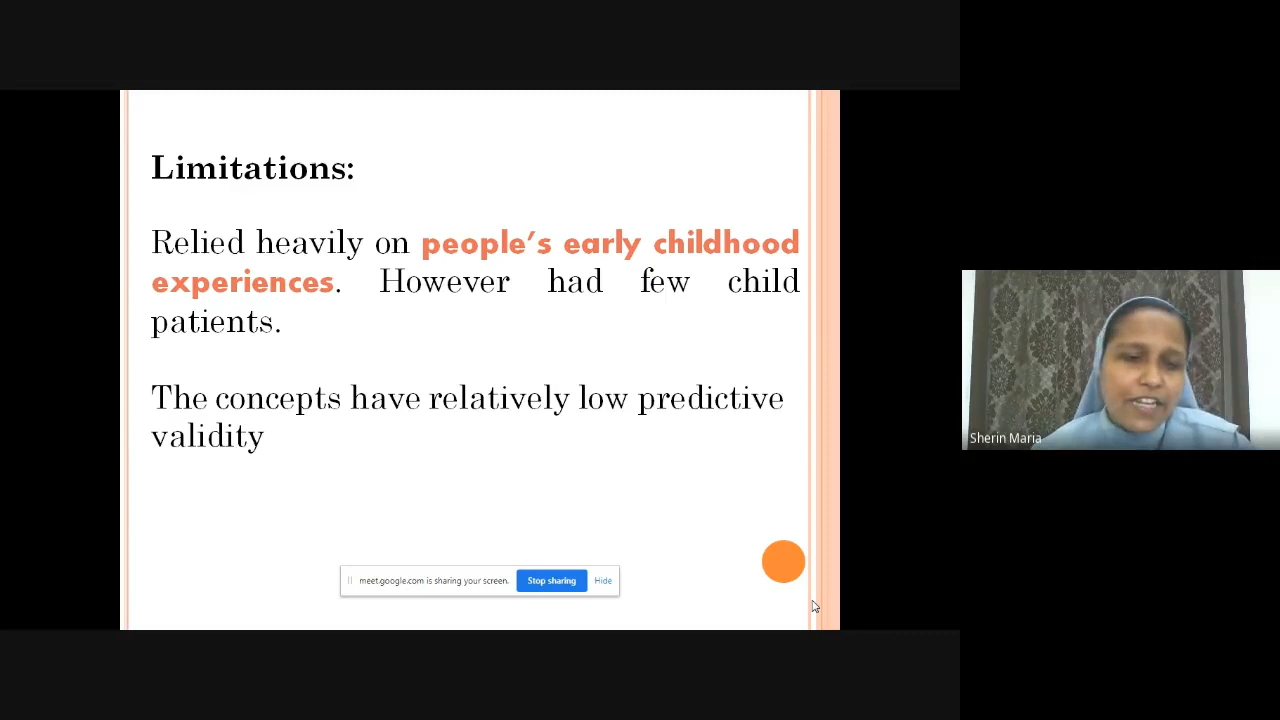 Limitations:
Relied heavily on people's early childhood
experiences. However had few child
patients.
The concepts have relatively low predictive
validity
meet.google.com is sharing your screen. Stop sharing Hide
Sherin Maria